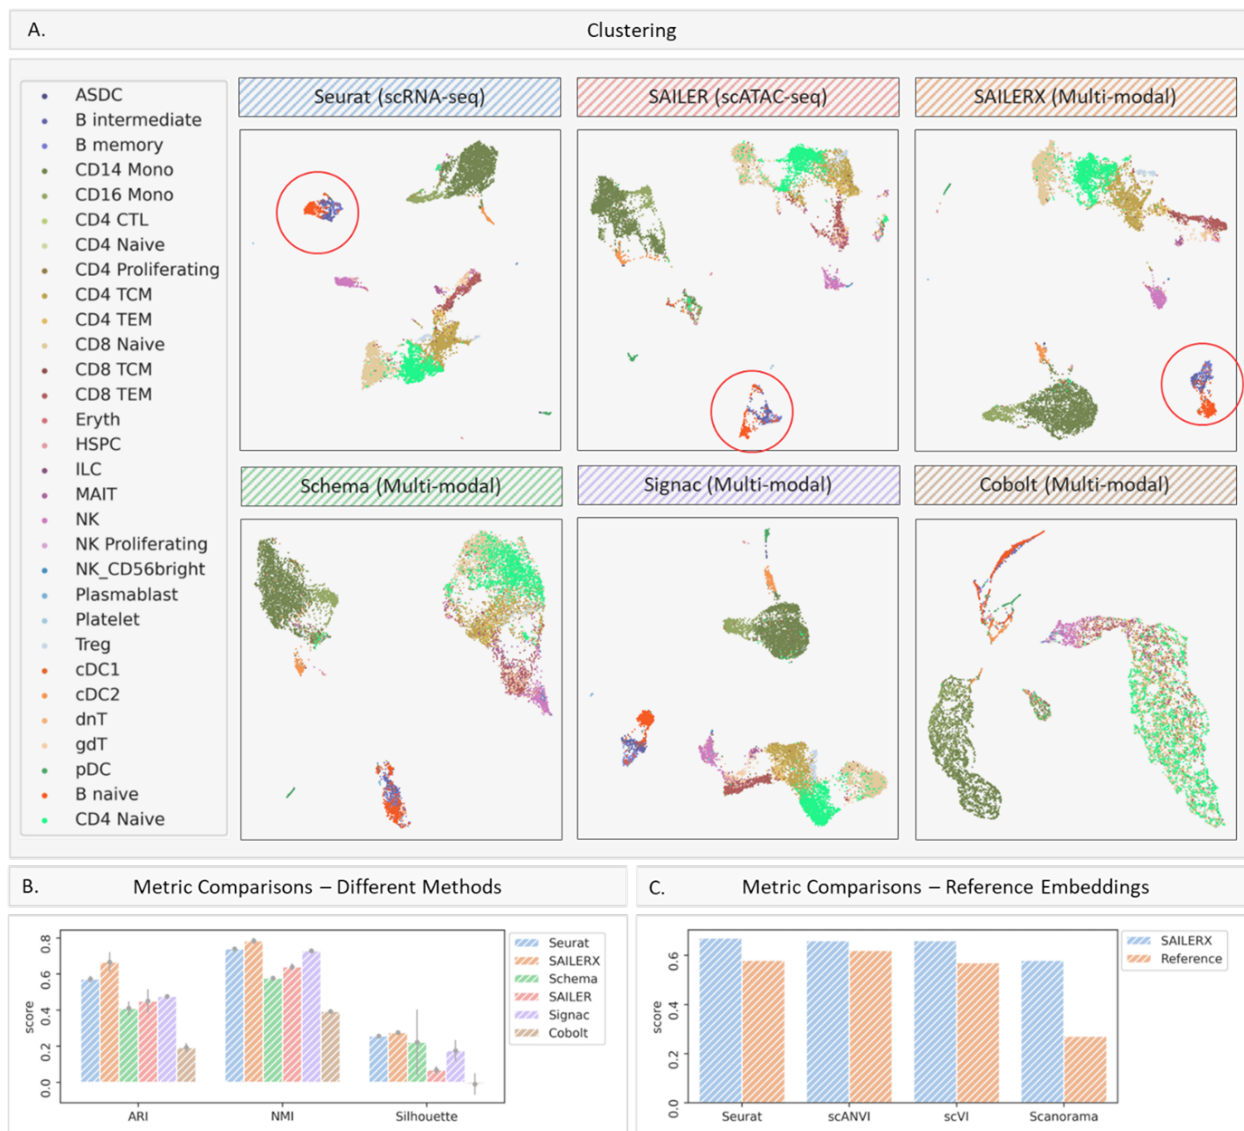 A.
Clustering
ASDC
B intermediate
B memory
CD14 Mono
CD16 Mono
CD4 CTL
CD4 Naive
CD4 Proliferating
CD4 TCM
CD4 TEM
CD8 Naive
CD8 TCM
CD8 TEM
Eryth
HSPC
ILC
MAIT
NK
NK Proliferating
NK_CD56bright
Plasmablast
Platelet
Treg
cDC1
cDC2
dnT
gdT
pDC
B naive
CD4 Naive
Seurat (scRNA-seq)
SAILER (scATAC-seq)
SAILERX (Multi-modal)
Schema (Multi-modal)
Signac (Multi-modal)
Cobolt (Multi-modal)
B.
Metric Comparisons – Different Methods
score
0.8
0.6
0.4
0.2
0.0
ARI
NMI
Silhouette
Seurat
SAILERX
Schema
SAILER
Signac
Cobolt
C.
Metric Comparisons – Reference Embeddings
score
0.6
0.4
0.2
0.0
Seurat
scANVI
scVI
Scanorama
SAILERX
Reference